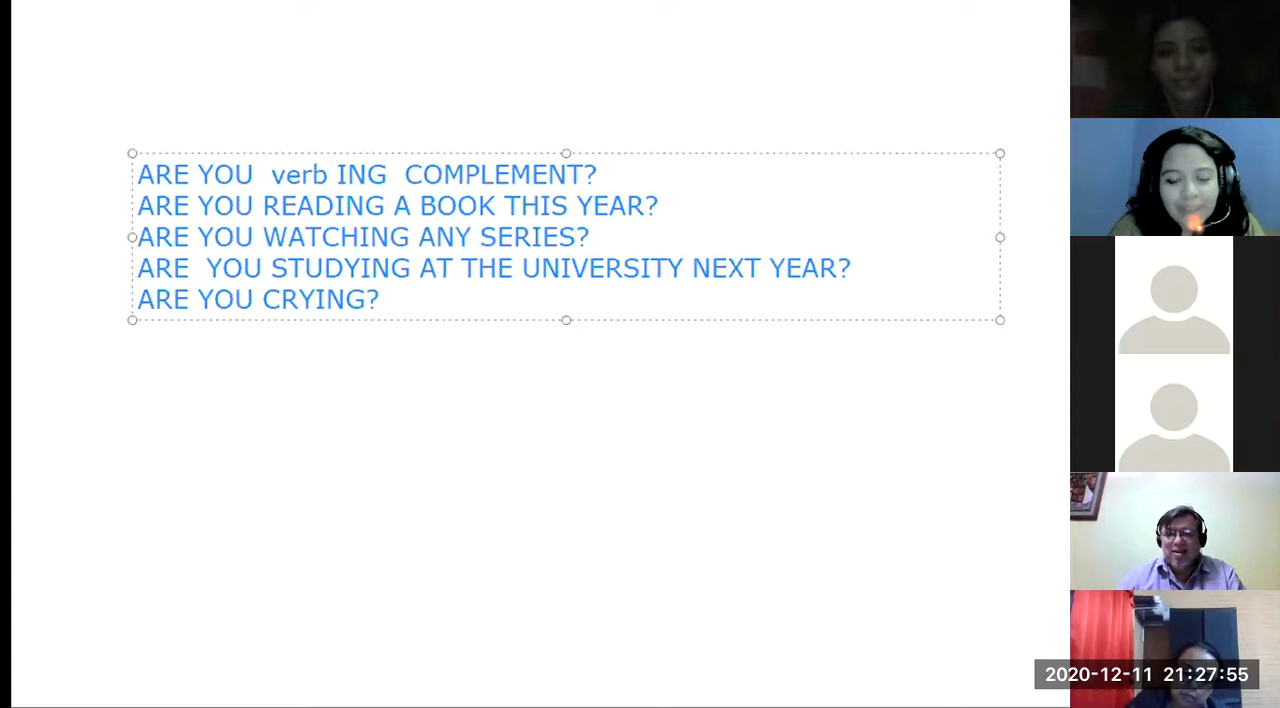 ARE YOU  verb ING  COMPLEMENT?
ARE YOU READING A BOOK THIS YEAR?
ARE YOU WATCHING ANY SERIES?
ARE  YOU STUDYING AT THE UNIVERSITY NEXT YEAR?
ARE YOU CRYING?
2020-12-11 21:27:55